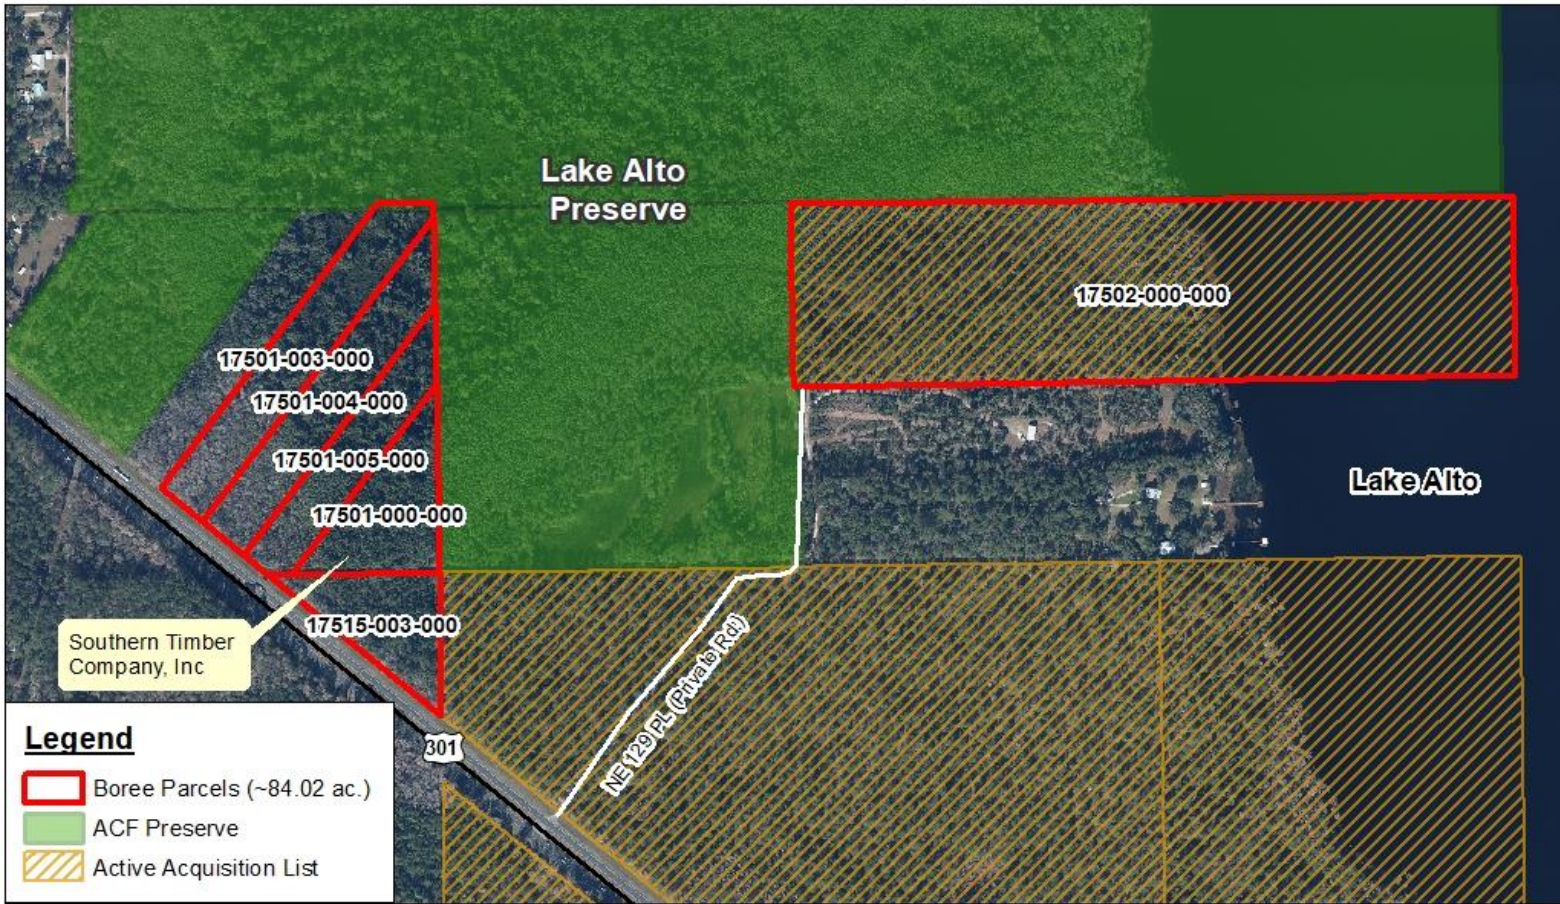 Lake Alto
Preserve
17502-000-000
17501-003-000
17501-004-000
17501-005-000
17501-000-000
Lake Alto
17515-003-000
Southern Timber
Company, Inc
NE 129 PL (Private Rd.)
301
Legend
Boree Parcels (~84.02 ac.)
ACF Preserve
Active Acquisition List